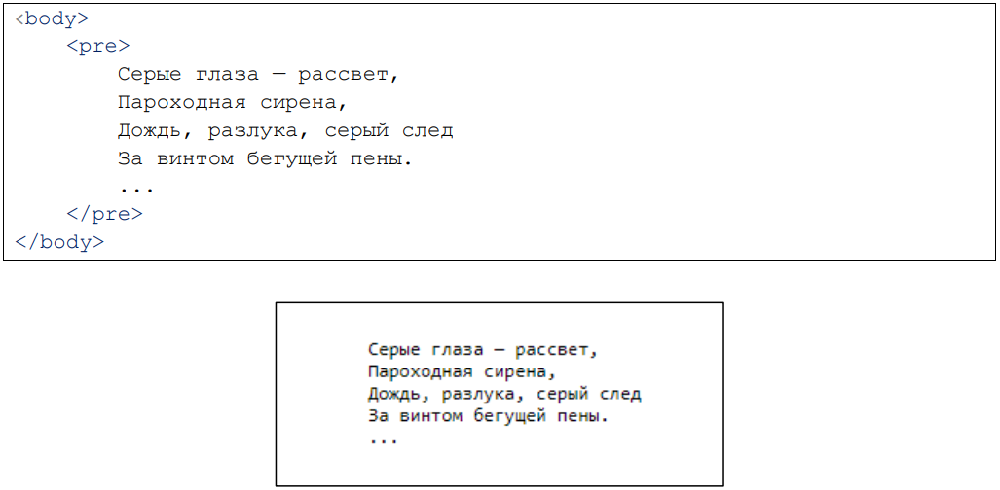 <body>
    <pre>
        Серые глаза — рассвет,
        Пароходная сирена,
        Дождь, разлука, серый след
        За винтом бегущей пены.
        ...
    </pre>
</body>
Серые глаза — рассвет,
Пароходная сирена,
Дождь, разлука, серый след
За винтом бегущей пены.
...